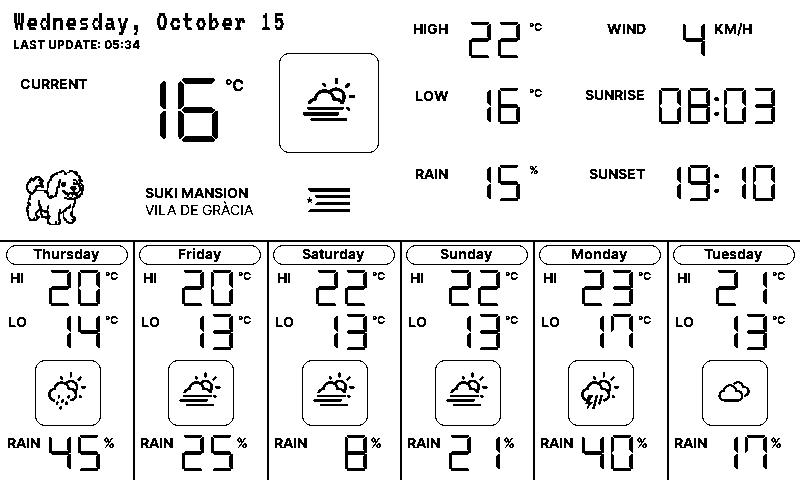 Wednesday, October 15
LAST UPDATE: 05:34
CURRENT 16 °C
SUKI MANSION
VILA DE GRÀCIA
HIGH 22 °C
LOW 16 °C
RAIN 15 %
WIND 4 KM/H
SUNRISE 08:03
SUNSET 19:10
Thursday
HI 20 °C
LO 14 °C
RAIN 45 %
Friday
HI 20 °C
LO 13 °C
RAIN 25 %
Saturday
HI 22 °C
LO 13 °C
RAIN 8 %
Sunday
HI 22 °C
LO 13 °C
RAIN 21 %
Monday
HI 23 °C
LO 17 °C
RAIN 40 %
Tuesday
HI 21 °C
LO 13 °C
RAIN 17 %